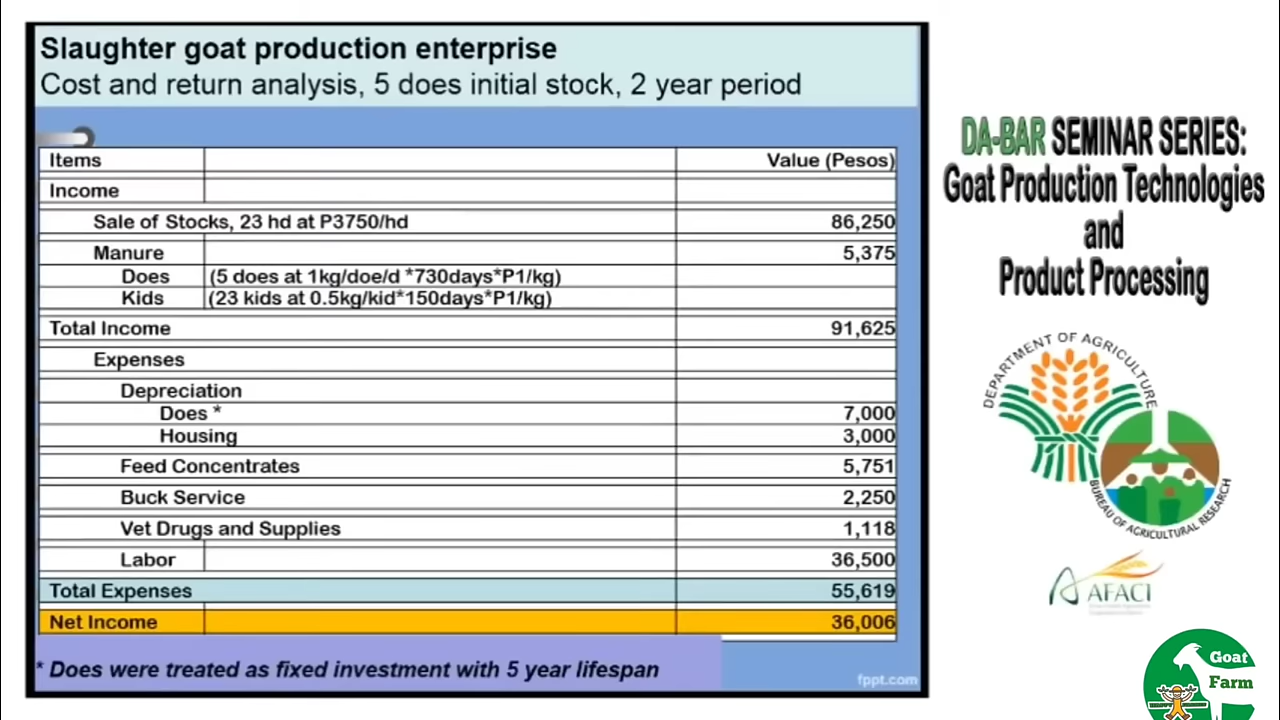 Slaughter goat production enterprise
Cost and return analysis, 5 does initial stock, 2 year period
Items Value (Pesos)
Income
Sale of Stocks, 23 hd at P3750/hd 86,250
Manure 5,375
Does (5 does at 1kg/doe/d *730days*P1/kg)
Kids (23 kids at 0.5kg/kid*150days*P1/kg)
Total Income 91,625
Expenses
Depreciation
Does * 7,000
Housing 3,000
Feed Concentrates 5,751
Buck Service 2,250
Vet Drugs and Supplies 1,118
Labor 36,500
Total Expenses 55,619
Net Income 36,006
* Does were treated as fixed investment with 5 year lifespan
fppt.com
DA-BAR SEMINAR SERIES:
Goat Production Technologies
and
Product Processing
DEPARTMENT OF AGRICULTURE
BUREAU OF AGRICULTURAL RESEARCH
AFACI
Goat
Farm